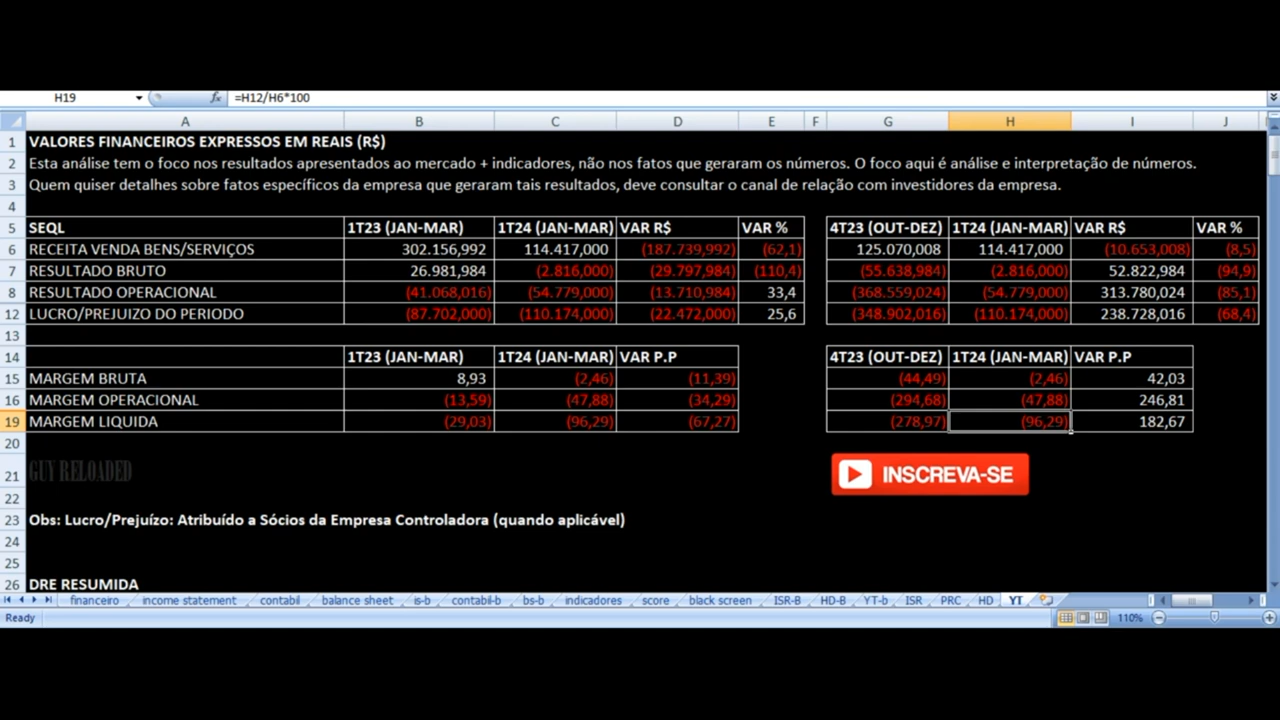 H19 fx =H12/H6*100
A B C D E F G H I J
1 VALORES FINANCEIROS EXPRESSOS EM REAIS (R$)
2 Esta análise tem o foco nos resultados apresentados ao mercado + indicadores, não nos fatos que geraram os números. O foco aqui é análise e interpretação de números.
3 Quem quiser detalhes sobre fatos específicos da empresa que geraram tais resultados, deve consultar o canal de relação com investidores da empresa.
4
5 SEQL 1T23 (JAN-MAR) 1T24 (JAN-MAR) VAR R$ VAR % 4T23 (OUT-DEZ) 1T24 (JAN-MAR) VAR R$ VAR %
6 RECEITA VENDA BENS/SERVIÇOS 302.156,992 114.417,000 (187.739,992) (62,1) 125.070,008 114.417,000 (10.653,008) (8,5)
7 RESULTADO BRUTO 26.981,984 (2.816,000) (29.797,984) (110,4) (55.638,984) (2.816,000) 52.822,984 (94,9)
8 RESULTADO OPERACIONAL (41.068,016) (54.779,000) (13.710,984) 33,4 (368.559,024) (54.779,000) 313.780,024 (85,1)
12 LUCRO/PREJUIZO DO PERIODO (87.702,000) (110.174,000) (22.472,000) 25,6 (348.902,016) (110.174,000) 238.728,016 (68,4)
13
14 1T23 (JAN-MAR) 1T24 (JAN-MAR) VAR P.P 4T23 (OUT-DEZ) 1T24 (JAN-MAR) VAR P.P
15 MARGEM BRUTA 8,93 (2,46) (11,39) (44,49) (2,46) 42,03
16 MARGEM OPERACIONAL (13,59) (47,88) (34,29) (294,68) (47,88) 246,81
19 MARGEM LIQUIDA (29,03) (96,29) (67,27) (278,97) (96,29) 182,67
20
21 GUY RELOADED INSCREVA-SE
22
23 Obs: Lucro/Prejuízo: Atribuído a Sócios da Empresa Controladora (quando aplicável)
24
25
26 DRE RESUMIDA
financeiro income statement contabil balance sheet is-b contabil-b bs-b indicadores score black screen ISR-B HD-B YT-b ISR PRC HD YT
Ready 110%